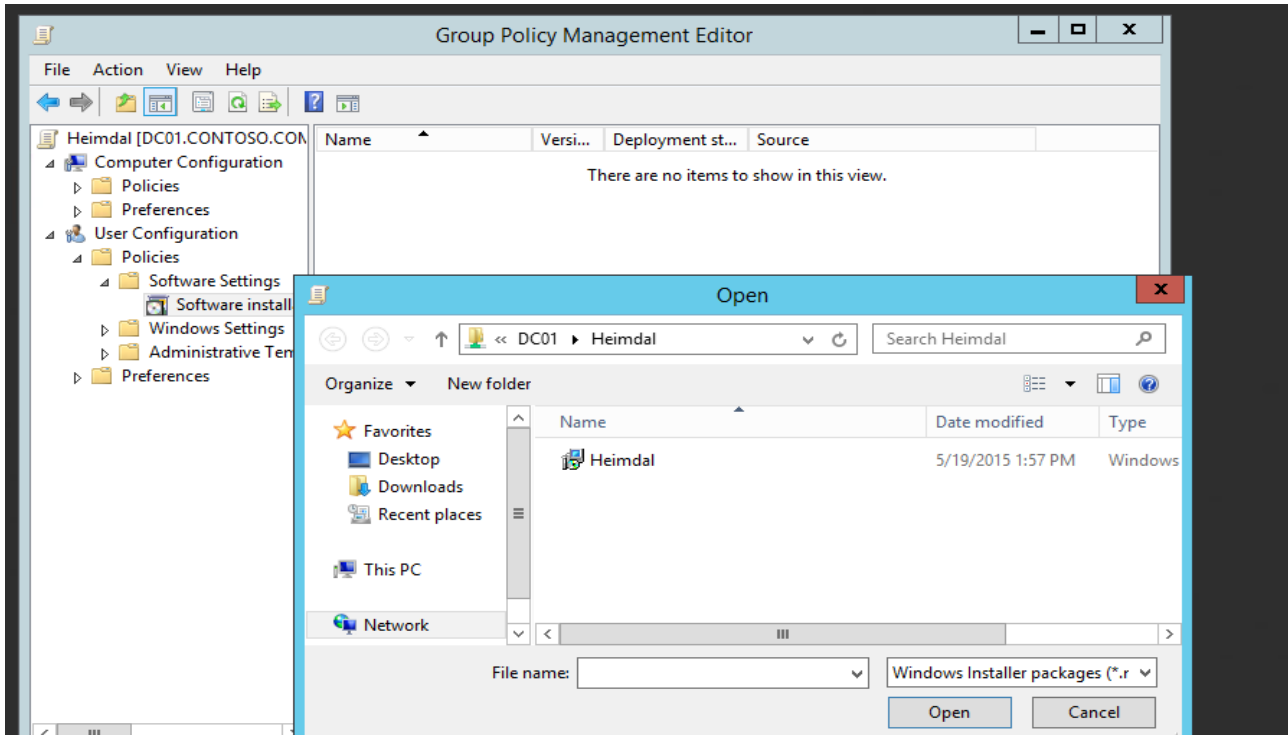 Group Policy Management Editor
File Action View Help
Heimdal [DC01.CONTOSO.CON
Computer Configuration
Policies
Preferences
User Configuration
Policies
Software Settings
Software install
Windows Settings
Administrative Ten
Preferences
Name Versi... Deployment st... Source
There are no items to show in this view.
Open
« DC01 Heimdal
Search Heimdal
Organize New folder
Favorites
Desktop
Downloads
Recent places
This PC
Network
Name Date modified Type
Heimdal 5/19/2015 1:57 PM Windows
File name:
Windows Installer packages (*.r
Open Cancel